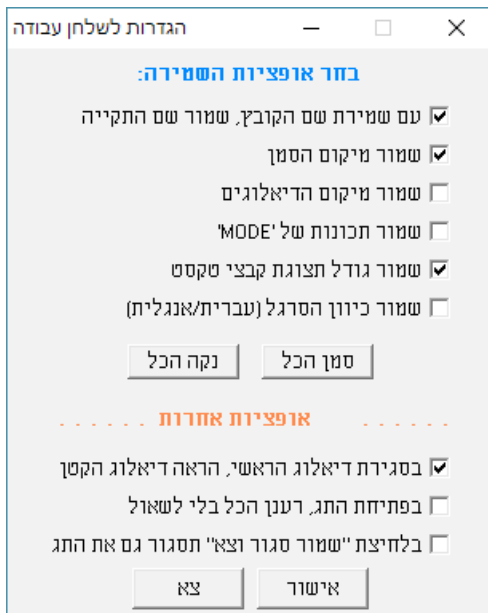 הגדרות לשלחן עבודה
בחר אופציות השמירה:
עם שמירת שם הקובץ, שמור שם התקייה
שמור מיקום הסמן
שמור מיקום הדיאלוגים
שמור תכונות של 'MODE'
שמור גודל תצוגת קבצי טקסט
שמור כיוון הסרגל (עברית/אנגלית)
סמן הכל נקה הכל
. . . . . . אופציות אחרות . . . . . .
בסגירת דיאלוג הראשי, הראה דיאלוג הקטן
בפתיחת התג, רענן הכל בלי לשאול
בלחיצת "שמור סגור וצא" תסגור גם את התג
אישור צא